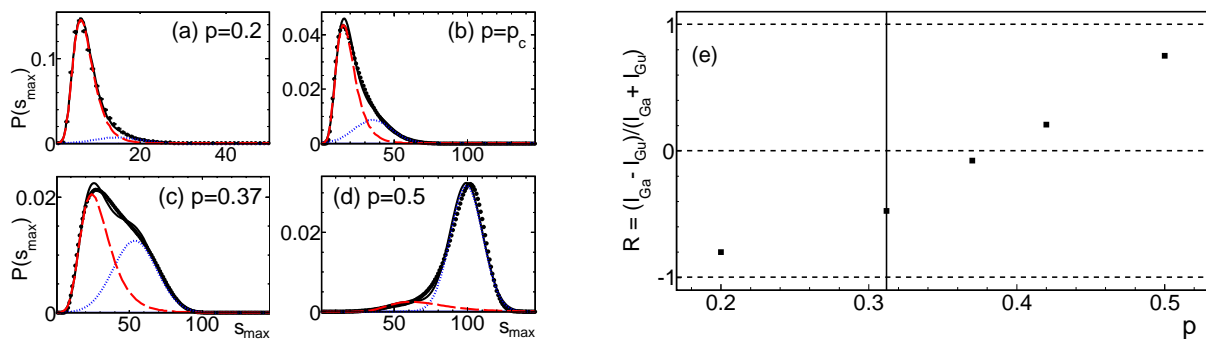 (a) p=0.2
P(s_max)
0.1
20
40
(b) p=p_c
0.04
0.02
0
0
50
100
(c) p=0.37
P(s_max)
0.02
0
50
100
s_max
(d) p=0.5
0.02
0
50
100
s_max
(e)
R = (I_Ga - I_Gu)/(I_Ga + I_Gu)
1
0
-1
0.2
0.3
0.4
0.5
p